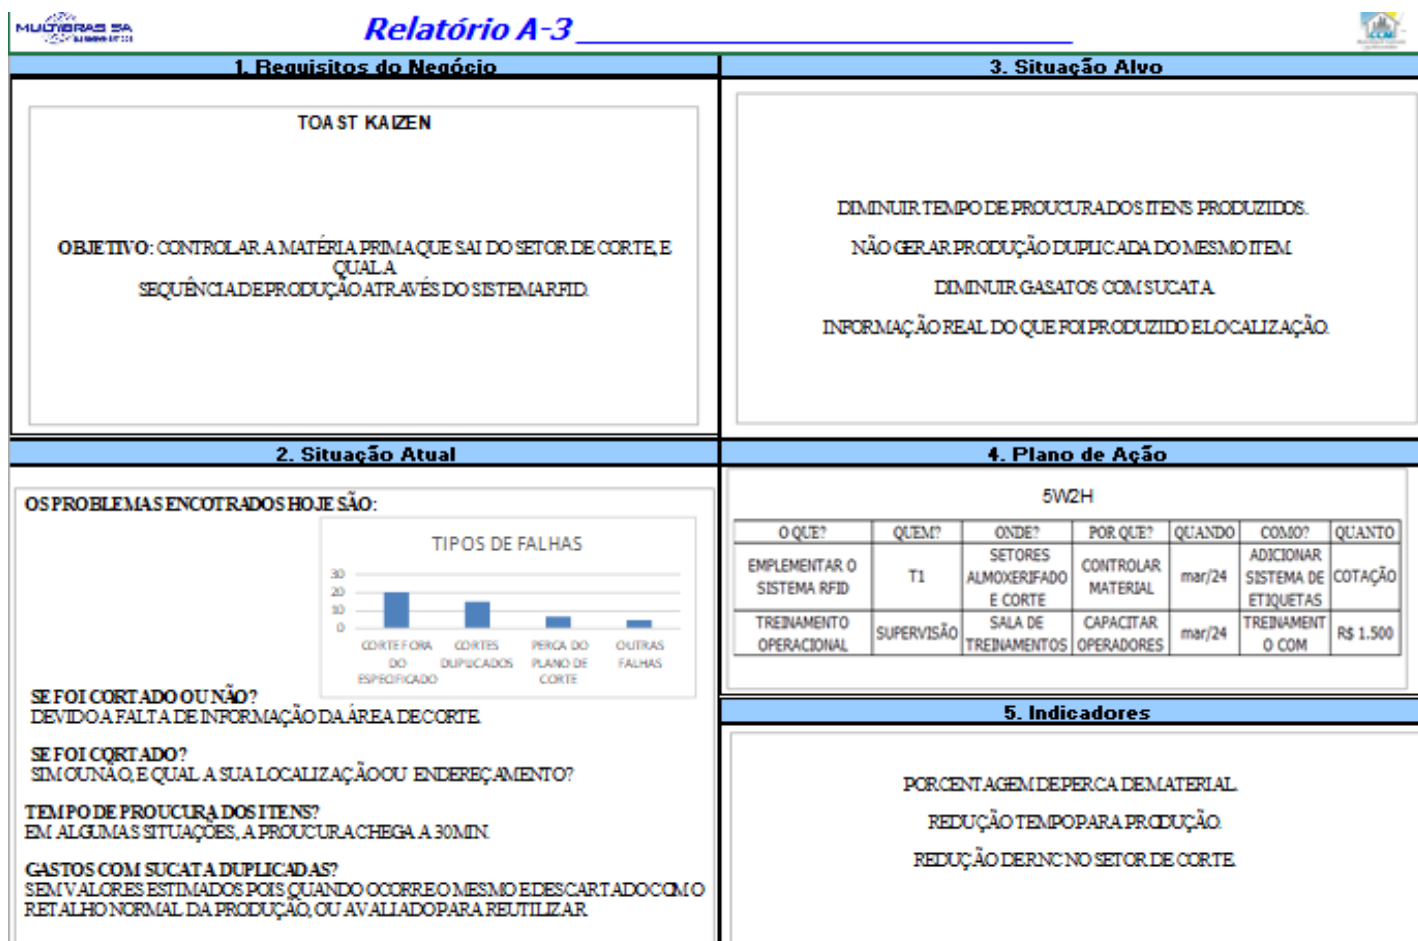 MULTIBRAS SA
Relatório A-3
CCM
1. Requisitos do Negócio
TOAST KAIZEN
OBJETIVO: CONTROLAR A MATÉRIA PRIMA QUE SAI DO SETOR DE CORTE, E
QUAL A
SEQUÊNCIA DE PRODUÇÃO ATRAVÉS DO SISTEMA RFID.
2. Situação Atual
OS PROBLEMAS ENCOTRADOS HOJE SÃO:
TIPOS DE FALHAS
30
20
10
0
CORTE FORA DO ESPECIFICADO
CORTES DUPLICADOS
PERCA DO PLANO DE CORTE
OUTRAS FALHAS
SE FOI CORTADO OU NÃO?
DEVIDO A FALTA DE INFORMAÇÃO DA ÁREA DE CORTE.
SE FOI CORTADO?
SIM OU NÃO, E QUAL A SUA LOCALIZAÇÃO OU ENDEREÇAMENTO?
TEMPO DE PROUCURA DOS ITENS?
EM ALGUMAS SITUAÇÕES, A PROUCURA CHEGA A 30MIN.
GASTOS COM SUCATA DUPLICADAS?
SEM VALORES ESTIMADOS POIS QUANDO OCORRE O MESMO E DESCARTADO COMO
RETALHO NORMAL DA PRODUÇÃO, OU AVALIADO PARA REUTILIZAR
3. Situação Alvo
DIMINUIR TEMPO DE PROUCURA DOS ITENS PRODUZIDOS.
NÃO GERAR PRODUÇÃO DUPLICADA DO MESMO ITEM.
DIMINUIR GASATOS COM SUCATA.
INFORMAÇÃO REAL DO QUE FOI PRODUZIDO E LOCALIZAÇÃO.
4. Plano de Ação
5W2H
O QUE? QUEM? ONDE? POR QUE? QUANDO COMO? QUANTO
EMPLEMENTAR O SISTEMA RFID T1 SETORES ALMOXERIFADO E CORTE CONTROLAR MATERIAL mar/24 ADICIONAR SISTEMA DE ETIQUETAS COTAÇÃO
TREINAMENTO OPERACIONAL SUPERVISÃO SALA DE TREINAMENTOS CAPACITAR OPERADORES mar/24 TREINAMENTO COM R$ 1.500
5. Indicadores
PORCENTAGEM DE PERCA DE MATERIAL.
REDUÇÃO TEMPO PARA PRODUÇÃO.
REDUÇÃO DE RNC NO SETOR DE CORTE.